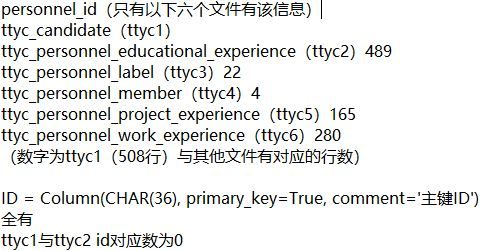 personnel_id（只有以下六个文件有该信息）
ttyc_candidate（ttyc1）
ttyc_personnel_educational_experience（ttyc2）489
ttyc_personnel_label（ttyc3）22
ttyc_personnel_member（ttyc4）4
ttyc_personnel_project_experience（ttyc5）165
ttyc_personnel_work_experience（ttyc6）280
（数字为ttyc1（508行）与其他文件有对应的行数）
ID = Column(CHAR(36), primary_key=True, comment='主键ID')
全有
ttyc1与ttyc2 id对应数为0